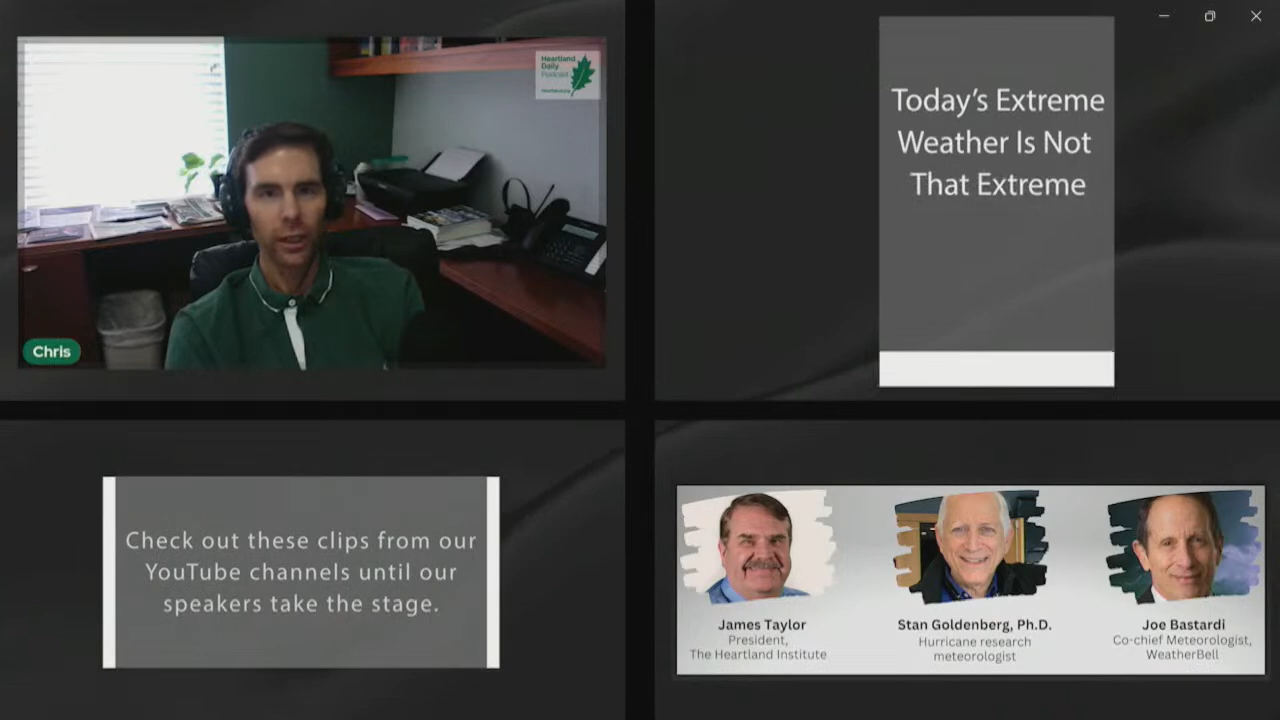 Heartland
Daily
Podcast
Chris
Today's Extreme
Weather Is Not
That Extreme
Check out these clips from our
YouTube channels until our
speakers take the stage.
James Taylor
President,
The Heartland Institute
Stan Goldenberg, Ph.D.
Hurricane research
meteorologist
Joe Bastardi
Co-chief Meteorologist,
WeatherBell